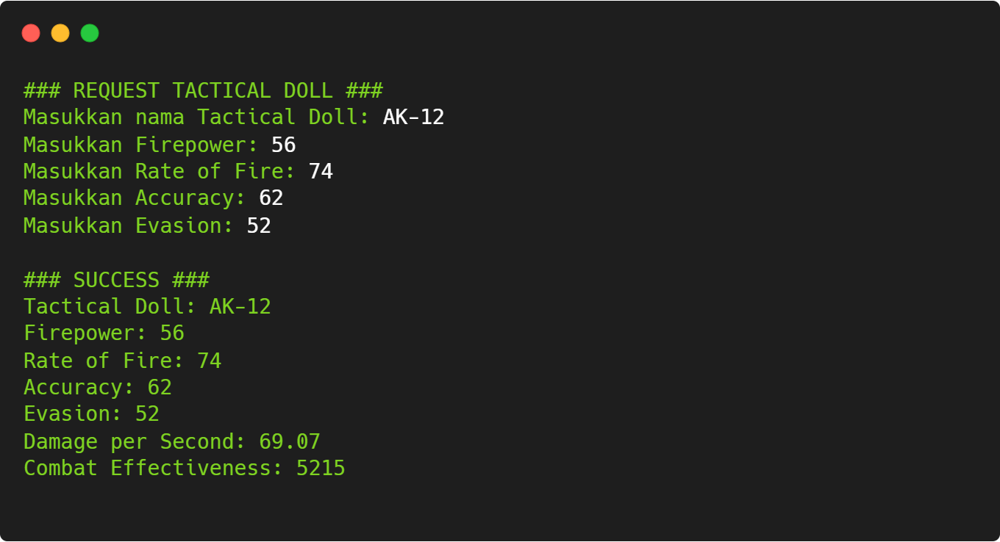 ### REQUEST TACTICAL DOLL ###
Masukkan nama Tactical Doll: AK-12
Masukkan Firepower: 56
Masukkan Rate of Fire: 74
Masukkan Accuracy: 62
Masukkan Evasion: 52
### SUCCESS ###
Tactical Doll: AK-12
Firepower: 56
Rate of Fire: 74
Accuracy: 62
Evasion: 52
Damage per Second: 69.07
Combat Effectiveness: 5215